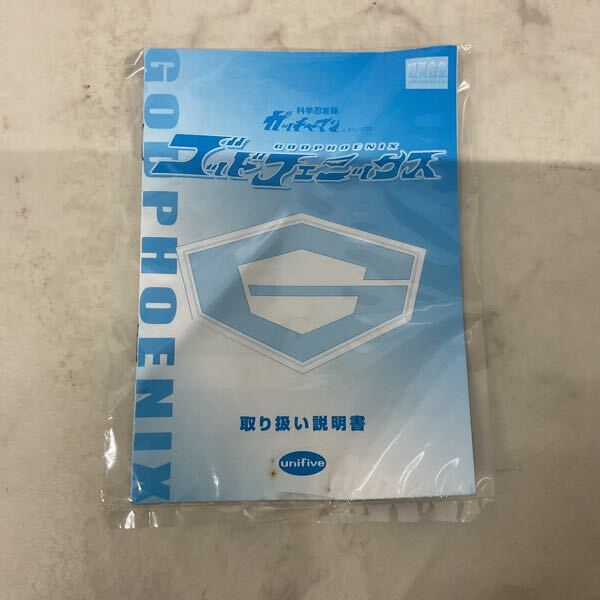 GODPHOENIX
科学忍者隊
ガッチャマン
GODPHOENIX
ゴッドフェニックス
G
取り扱い説明書
unifive